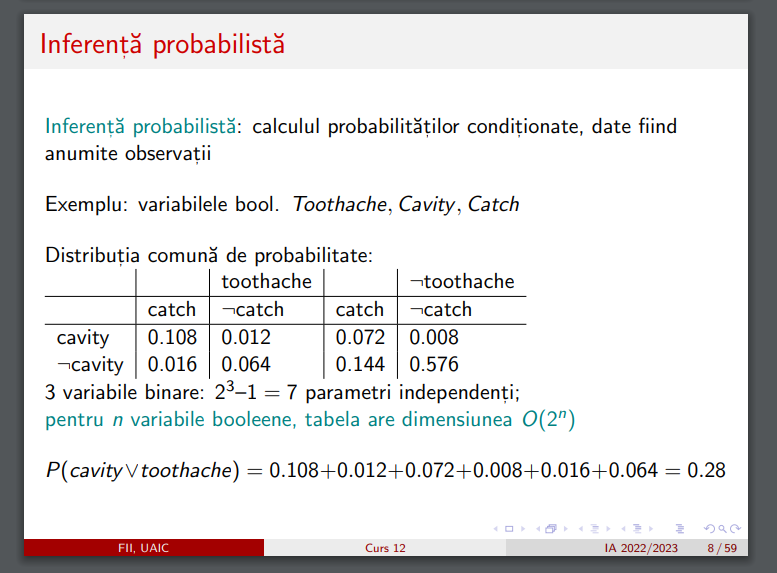 Inferență probabilistă
Inferență probabilistă: calculul probabilităților condiționate, date fiind
anumite observații
Exemplu: variabilele bool. Toothache, Cavity, Catch
Distribuția comună de probabilitate:
toothache ¬toothache
catch ¬catch catch ¬catch
cavity 0.108 0.012 0.072 0.008
¬cavity 0.016 0.064 0.144 0.576
3 variabile binare: 2³–1 = 7 parametri independenți;
pentru n variabile booleene, tabela are dimensiunea O(2ⁿ)
P(cavity∨toothache) = 0.108+0.012+0.072+0.008+0.016+0.064 = 0.28
FII, UAIC Curs 12 IA 2022/2023 8 / 59